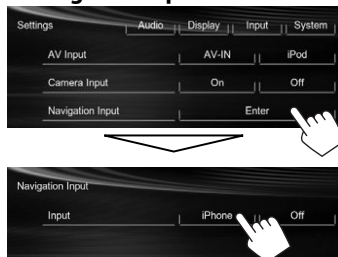 Settings Audio Display Input System
AV Input AV-IN iPod
Camera Input On Off
Navigation Input Enter
Navigation Input
Input iPhone Off